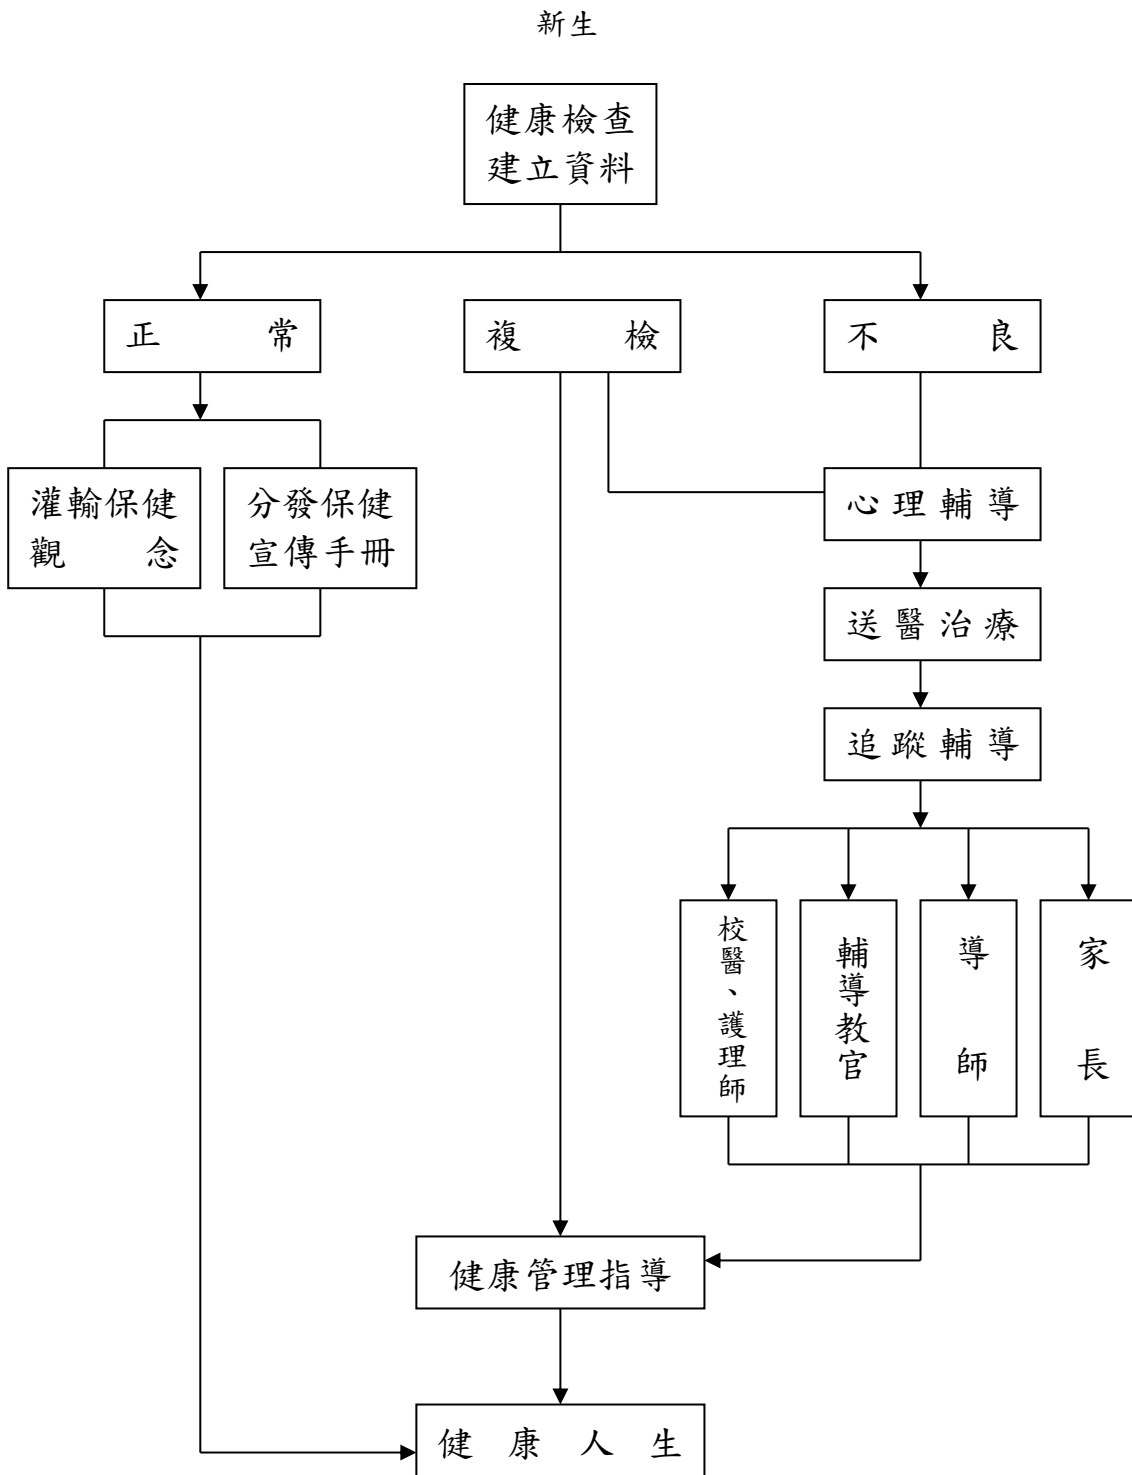 新生
健康檢查
建立資料
正常
複檢
不良
灌輸保健
觀念
分發保健
宣傳手冊
心理輔導
送醫治療
追蹤輔導
校醫、護理師
輔導教官
導師
家長
健康管理指導
健康人生